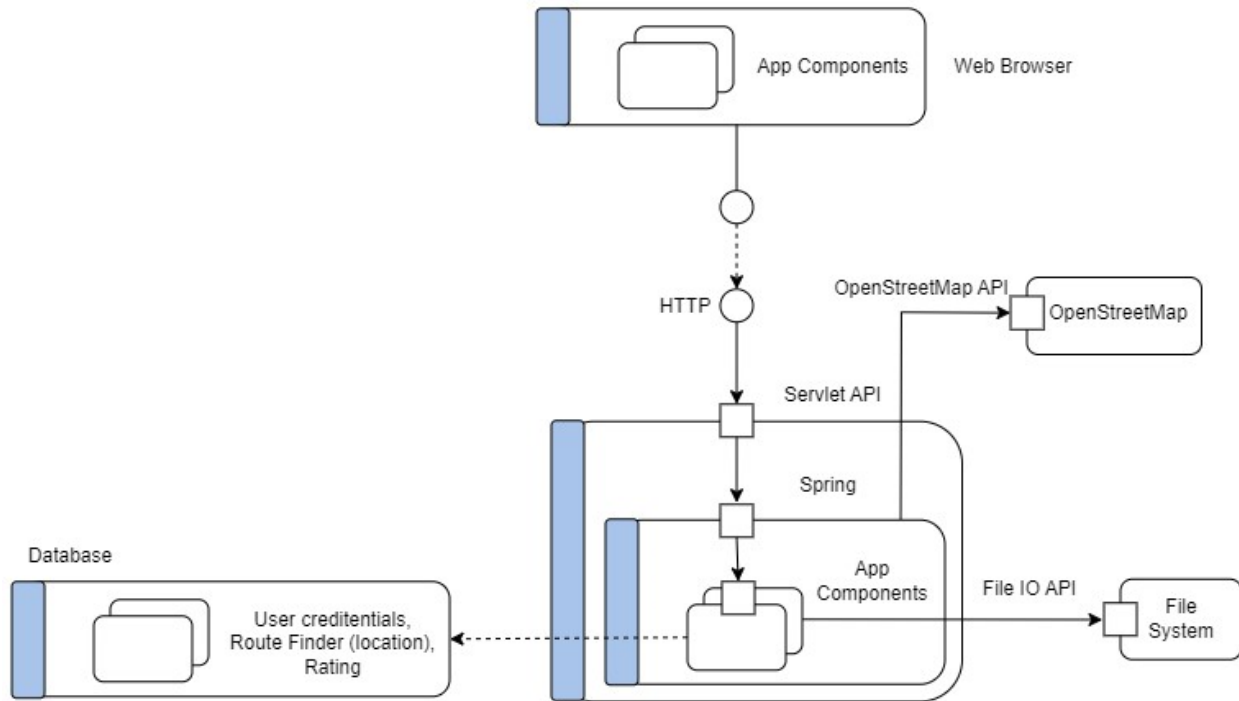 App Components
Web Browser
HTTP
OpenStreetMap API
OpenStreetMap
Servlet API
Spring
Database
App
Components
File IO API
File
System
User creditentials,
Route Finder (location),
Rating